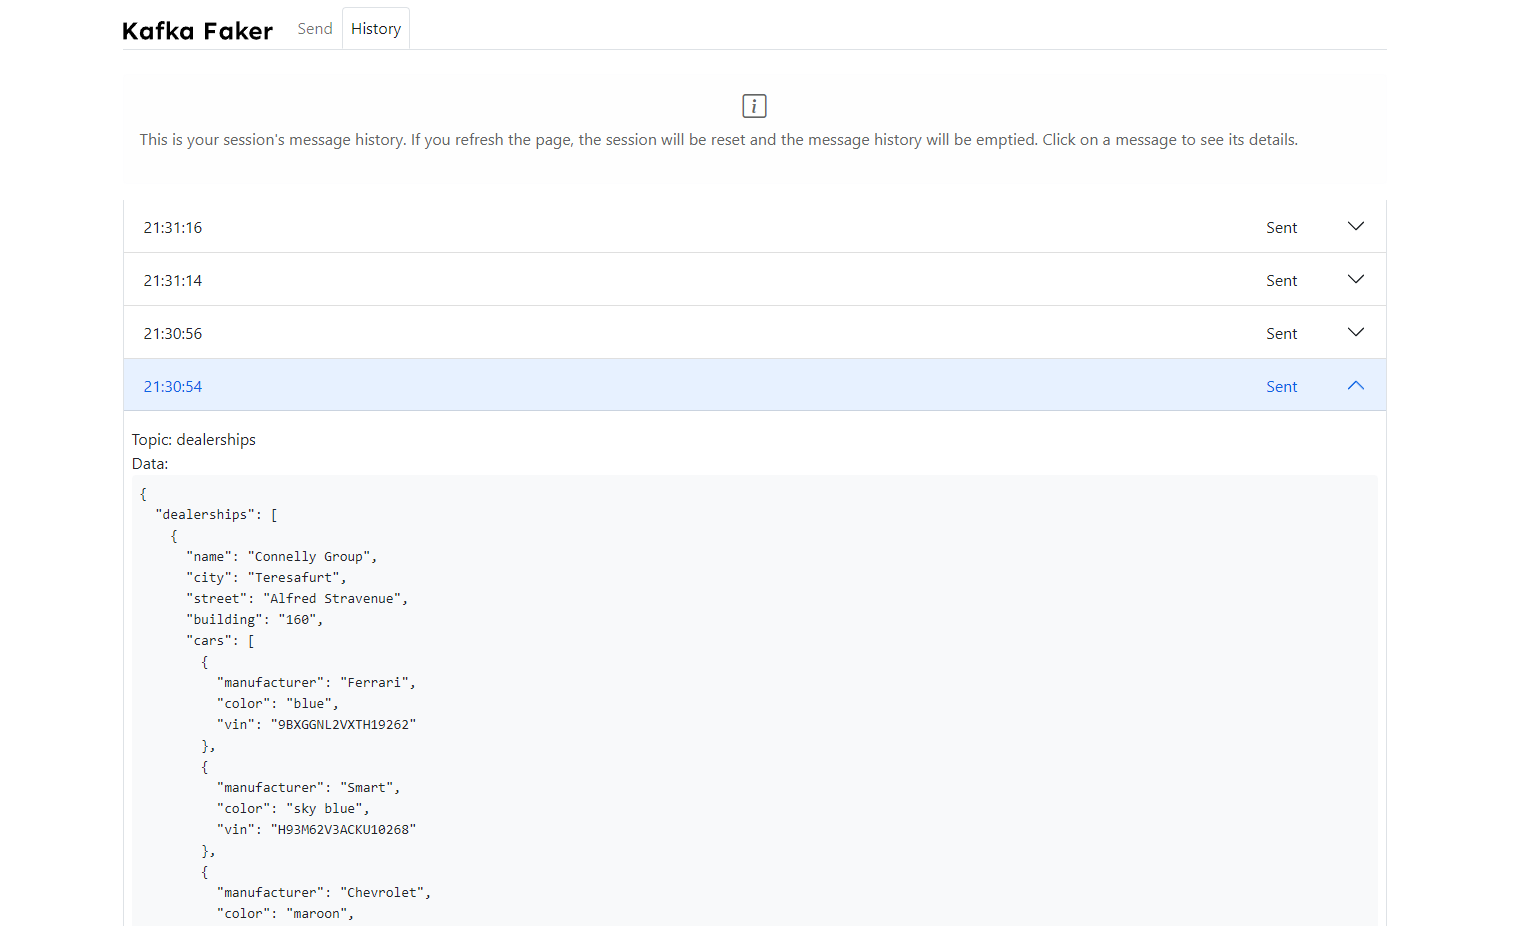 Kafka Faker Send History
i
This is your session's message history. If you refresh the page, the session will be reset and the message history will be emptied. Click on a message to see its details.
21:31:16 Sent
21:31:14 Sent
21:30:56 Sent
21:30:54 Sent
Topic: dealerships
Data:
{
  "dealerships": [
    {
      "name": "Connelly Group",
      "city": "Teresafurt",
      "street": "Alfred Stravenue",
      "building": "160",
      "cars": [
        {
          "manufacturer": "Ferrari",
          "color": "blue",
          "vin": "9BXGGNL2VXTH19262"
        },
        {
          "manufacturer": "Smart",
          "color": "sky blue",
          "vin": "H93M62V3ACKU10268"
        },
        {
          "manufacturer": "Chevrolet",
          "color": "maroon",